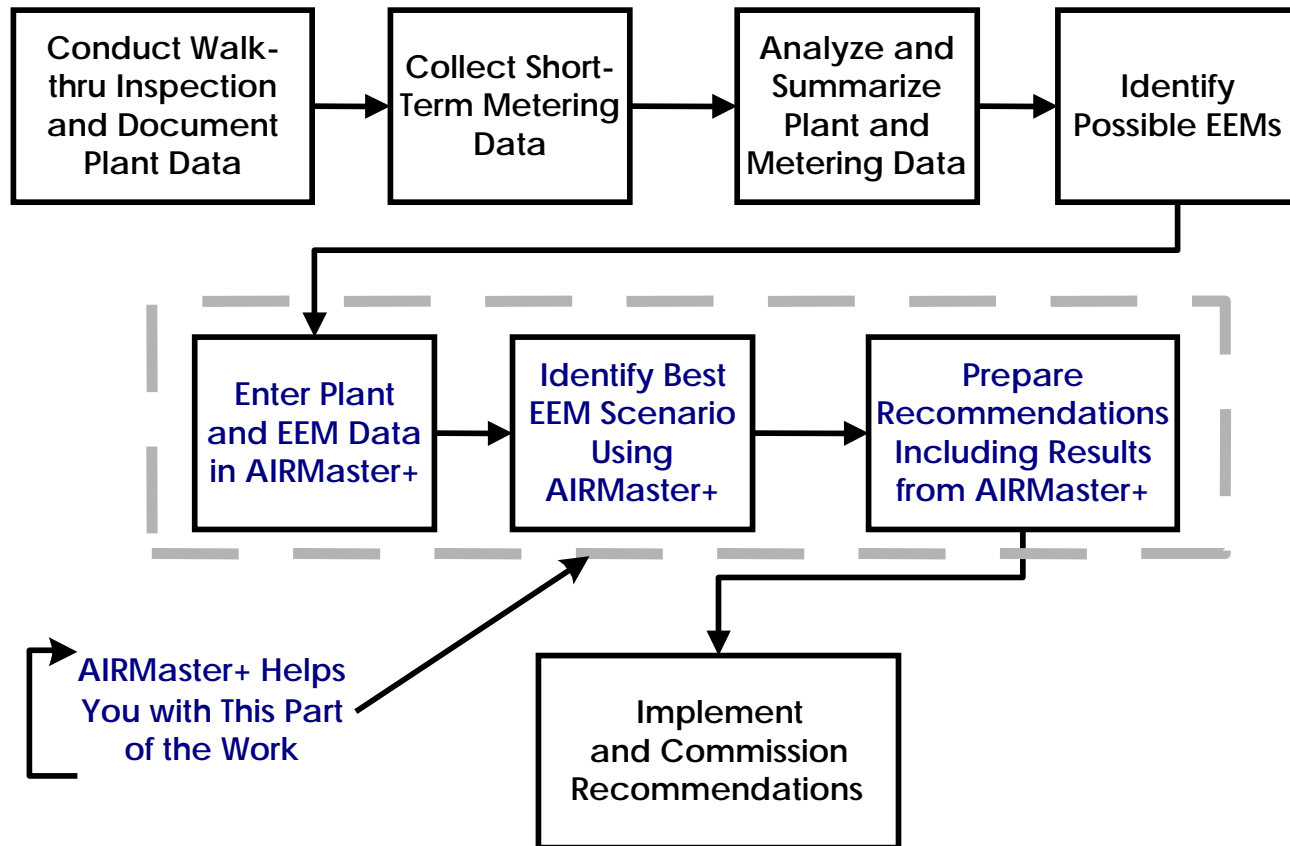 Conduct Walk-
thru Inspection
and Document
Plant Data
Collect Short-
Term Metering
Data
Analyze and
Summarize
Plant and
Metering Data
Identify
Possible EEMs
Enter Plant
and EEM Data
in AIRMaster+
Identify Best
EEM Scenario
Using
AIRMaster+
Prepare
Recommendations
Including Results
from AIRMaster+
AIRMaster+ Helps
You with This Part
of the Work
Implement
and Commission
Recommendations